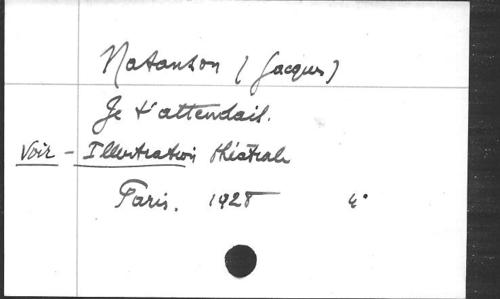 Natanson (Jacques)
Je t'attendais.
Voir - Illustration théâtrale
Paris. 1928 4°